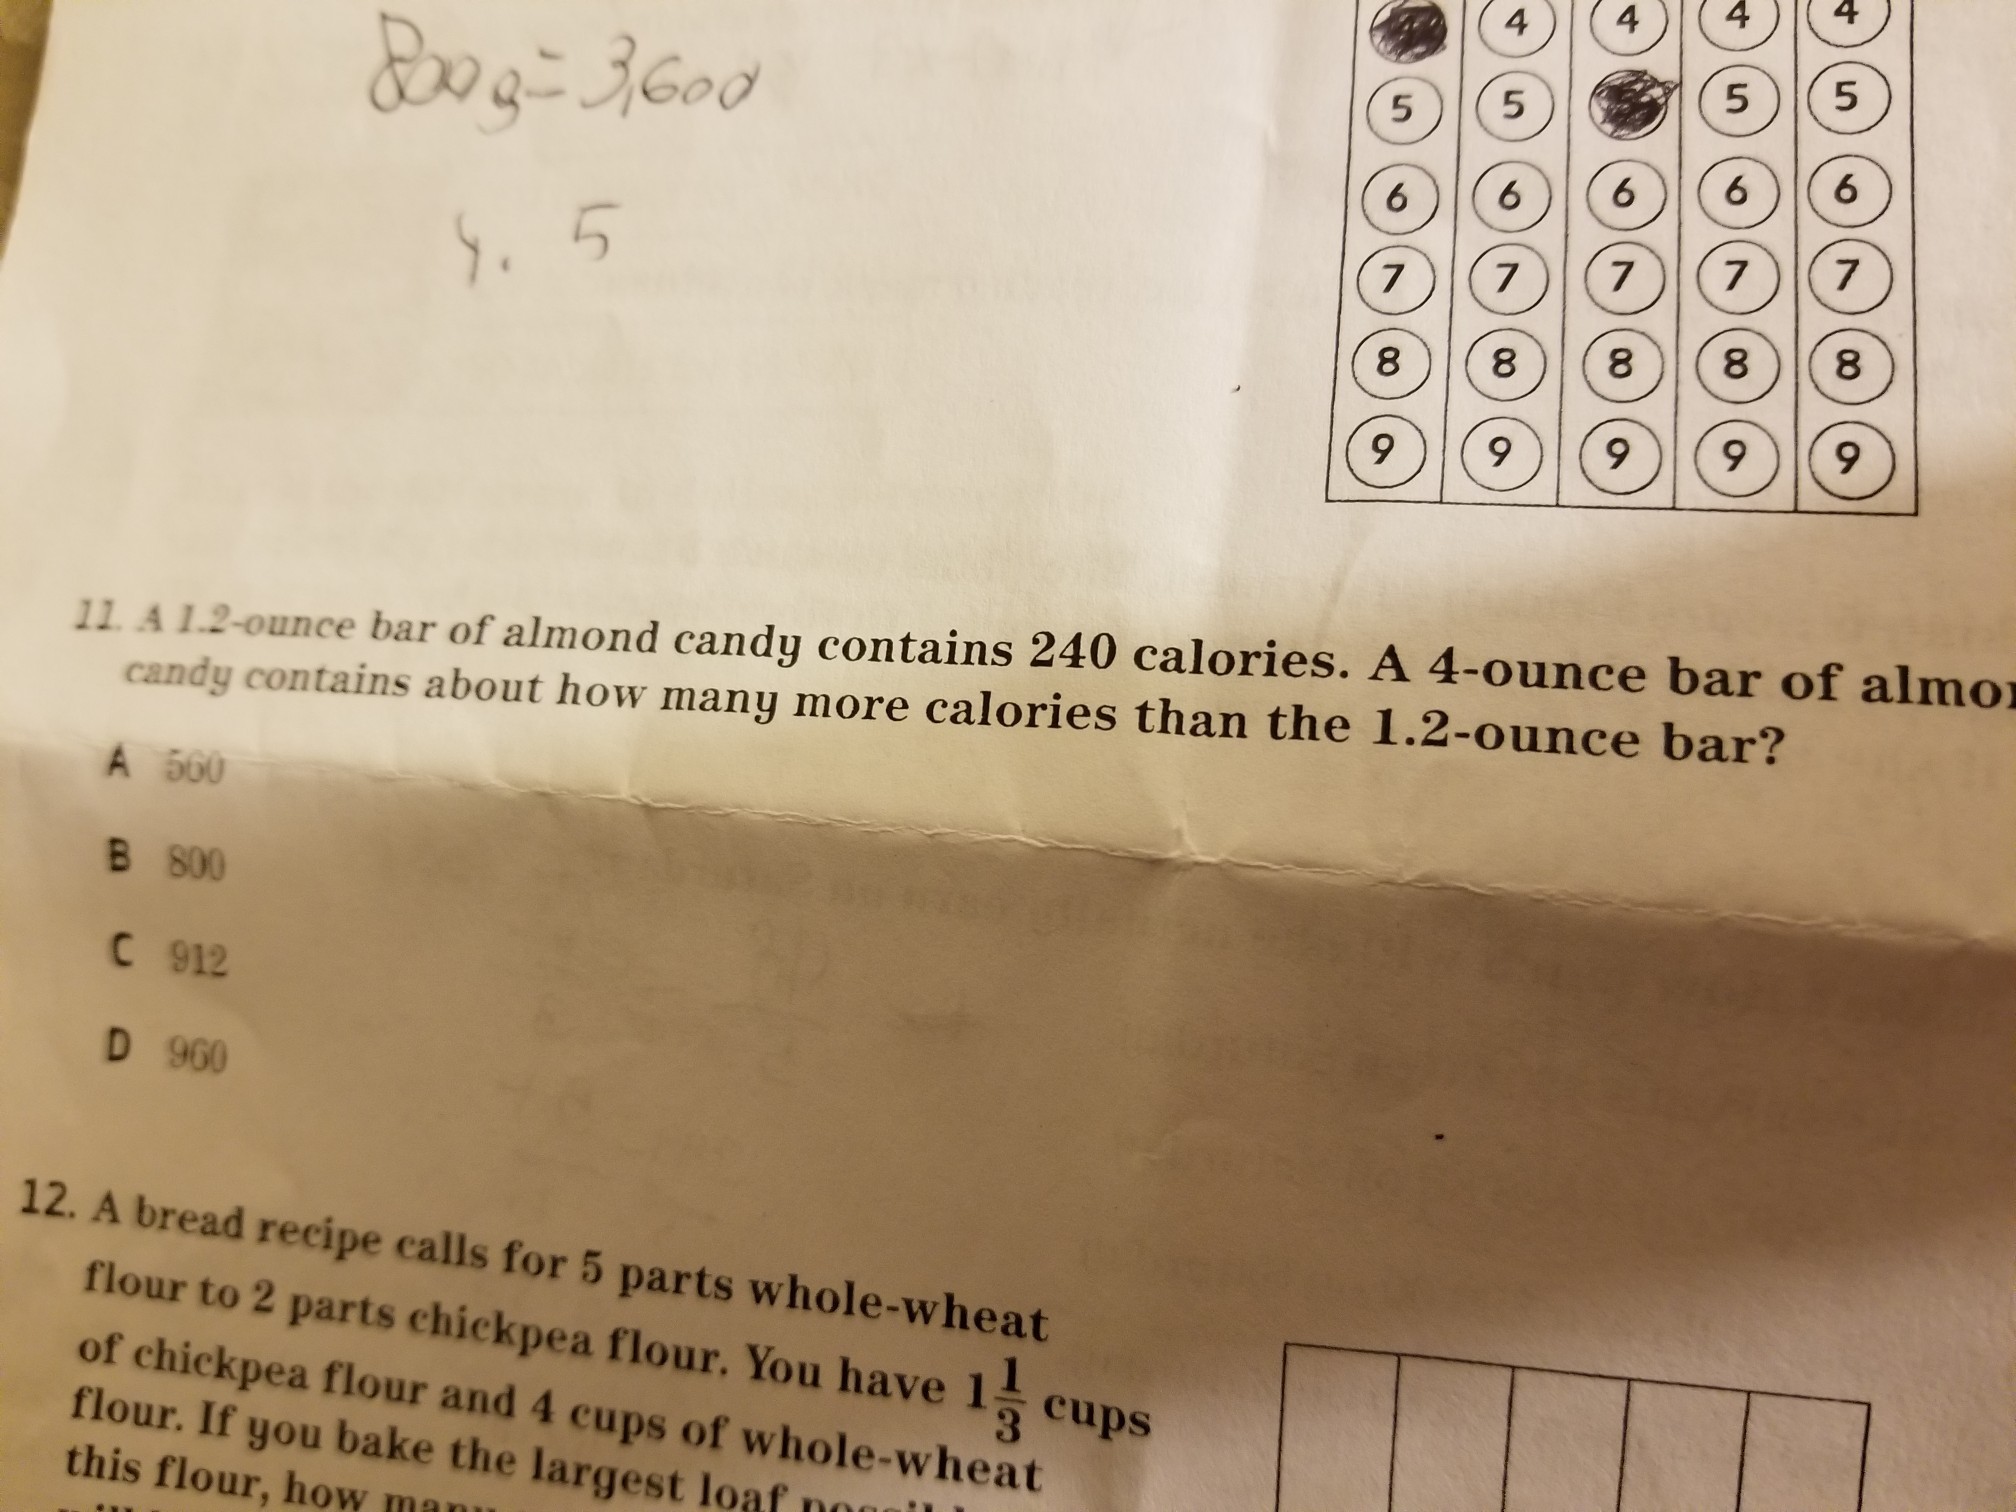 800g=3,600
4.5
4 4 4 4
5 5 5 5
6 6 6 6 6
7 7 7 7 7
8 8 8 8 8
9 9 9 9 9
11. A 1.2-ounce bar of almond candy contains 240 calories. A 4-ounce bar of
candy contains about how many more calories than the 1.2-ounce bar?
A 560
B 800
C 912
D 960
12. A bread recipe calls for 5 parts whole-wheat
flour to 2 parts chickpea flour. You have 1 1/3 cups
of chickpea flour and 4 cups of whole-wheat
flour. If you bake the largest loaf
this flour, how many